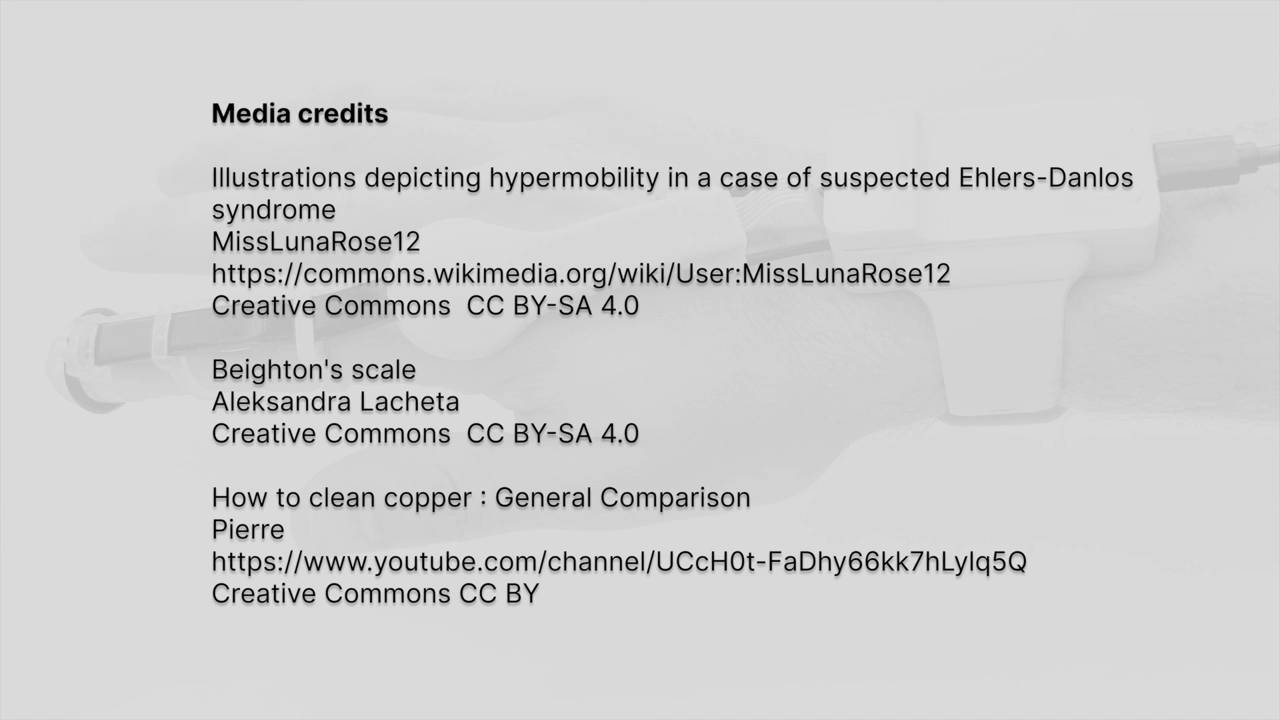 Media credits
Illustrations depicting hypermobility in a case of suspected Ehlers-Danlos
syndrome
MissLunaRose12
https://commons.wikimedia.org/wiki/User:MissLunaRose12
Creative Commons  CC BY-SA 4.0
Beighton's scale
Aleksandra Lacheta
Creative Commons  CC BY-SA 4.0
How to clean copper : General Comparison
Pierre
https://www.youtube.com/channel/UCcH0t-FaDhy66kk7hLylq5Q
Creative Commons CC BY